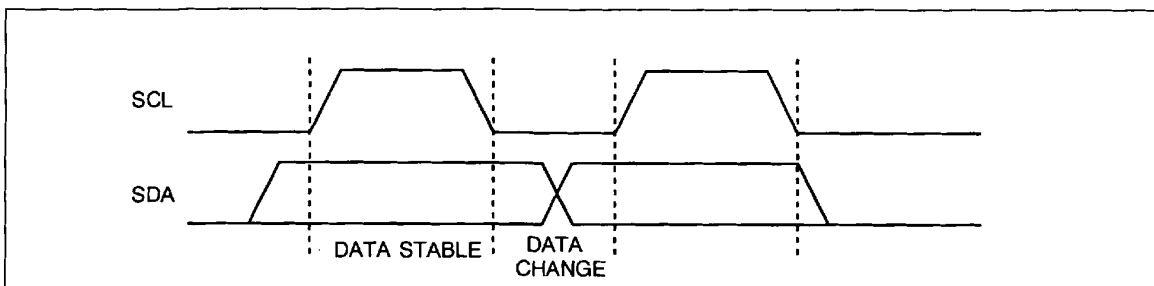 SCL
SDA
DATA STABLE
DATA
CHANGE